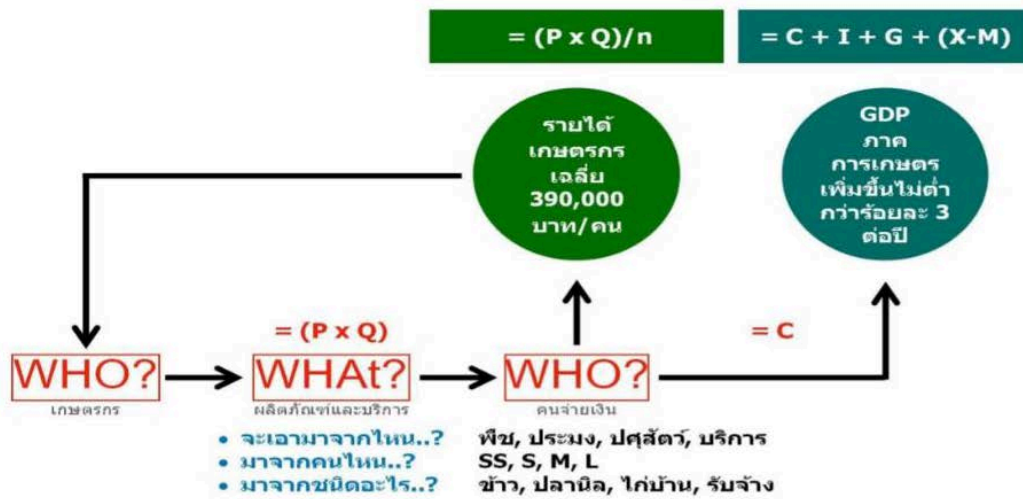 = (P x Q)/n
= C + I + G + (X-M)
รายได้
เกษตรกร
เฉลี่ย
390,000
บาท/คน
GDP
ภาค
การเกษตร
เพิ่มขึ้นไม่ต่ำ
กว่าร้อยละ 3
ต่อปี
= (P x Q)
= C
WHO?
WHAt?
WHO?
เกษตรกร
ผลิตภัณฑ์และบริการ
คนจ่ายเงิน
• จะเอามาจากไหน..? พืช, ประมง, ปศุสัตว์, บริการ
• มาจากคนไหน..? SS, S, M, L
• มาจากชนิดอะไร..? ข้าว, ปลานิล, ไก่บ้าน, รับจ้าง